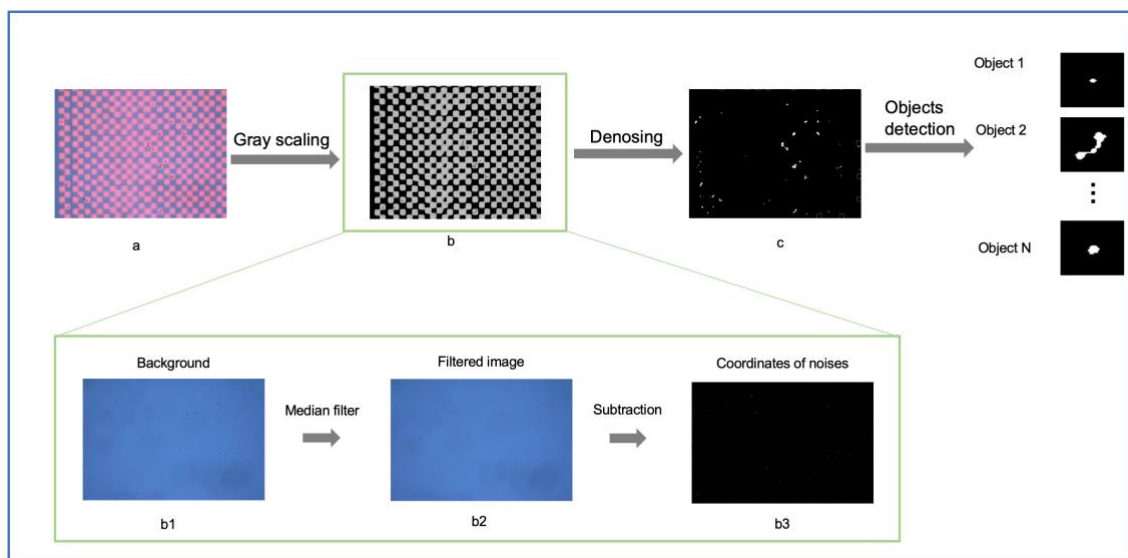 Gray scaling
Denosing
Objects
detection
Object 1
Object 2
⋮
Object N
a
b
c
Background
Median filter
Filtered image
Subtraction
Coordinates of noises
b1
b2
b3